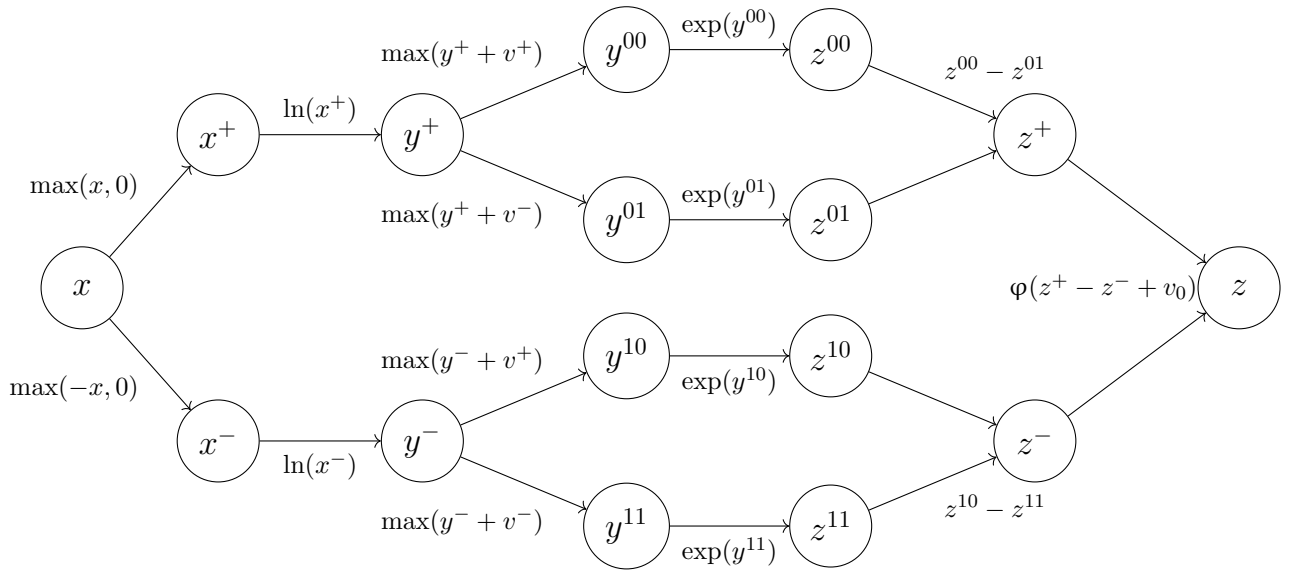 max(y⁺ + v⁺)
y⁰⁰
exp(y⁰⁰)
z⁰⁰
z⁰⁰ − z⁰¹
x⁺
ln(x⁺)
y⁺
z⁺
max(x, 0)
max(y⁺ + v⁻)
y⁰¹
exp(y⁰¹)
z⁰¹
x
φ(z⁺ − z⁻ + v₀)
z
max(−x, 0)
max(y⁻ + v⁺)
y¹⁰
exp(y¹⁰)
z¹⁰
x⁻
ln(x⁻)
y⁻
z⁻
max(y⁻ + v⁻)
y¹¹
exp(y¹¹)
z¹¹
z¹⁰ − z¹¹